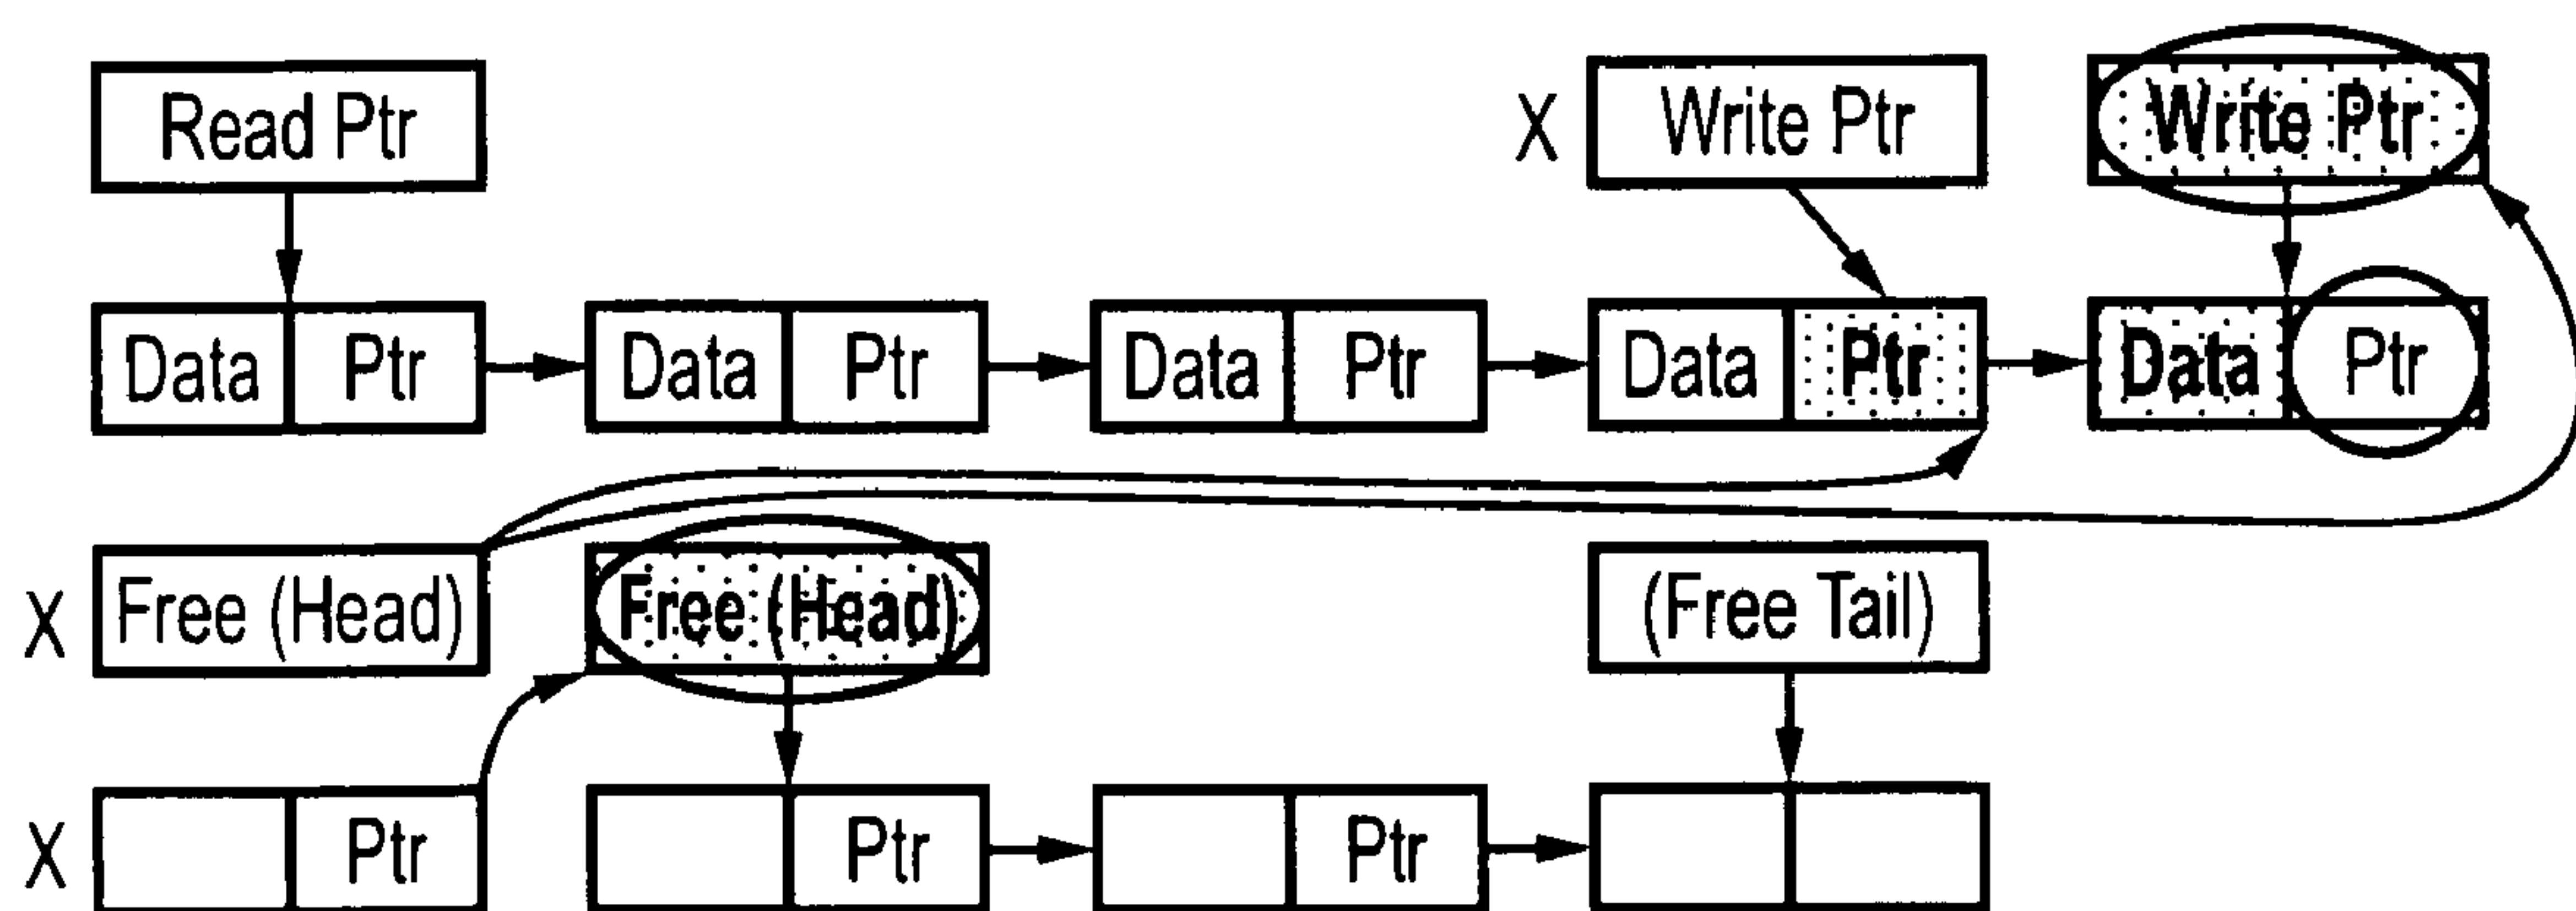 Read Ptr X Write Ptr Write Ptr
Data Ptr Data Ptr Data Ptr Data Ptr Data Ptr
X Free (Head) Free (Head) (Free Tail)
X Ptr Ptr Ptr